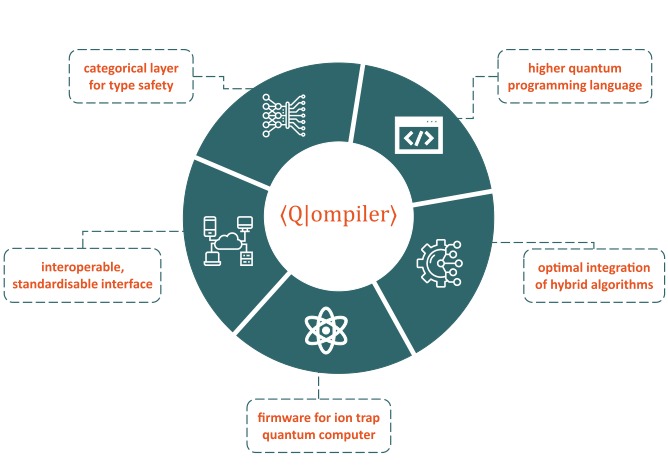 categorical layer
for type safety
higher quantum
programming language
</>
⟨Q|ompiler⟩
interoperable,
standardisable interface
optimal integration
of hybrid algorithms
firmware for ion trap
quantum computer